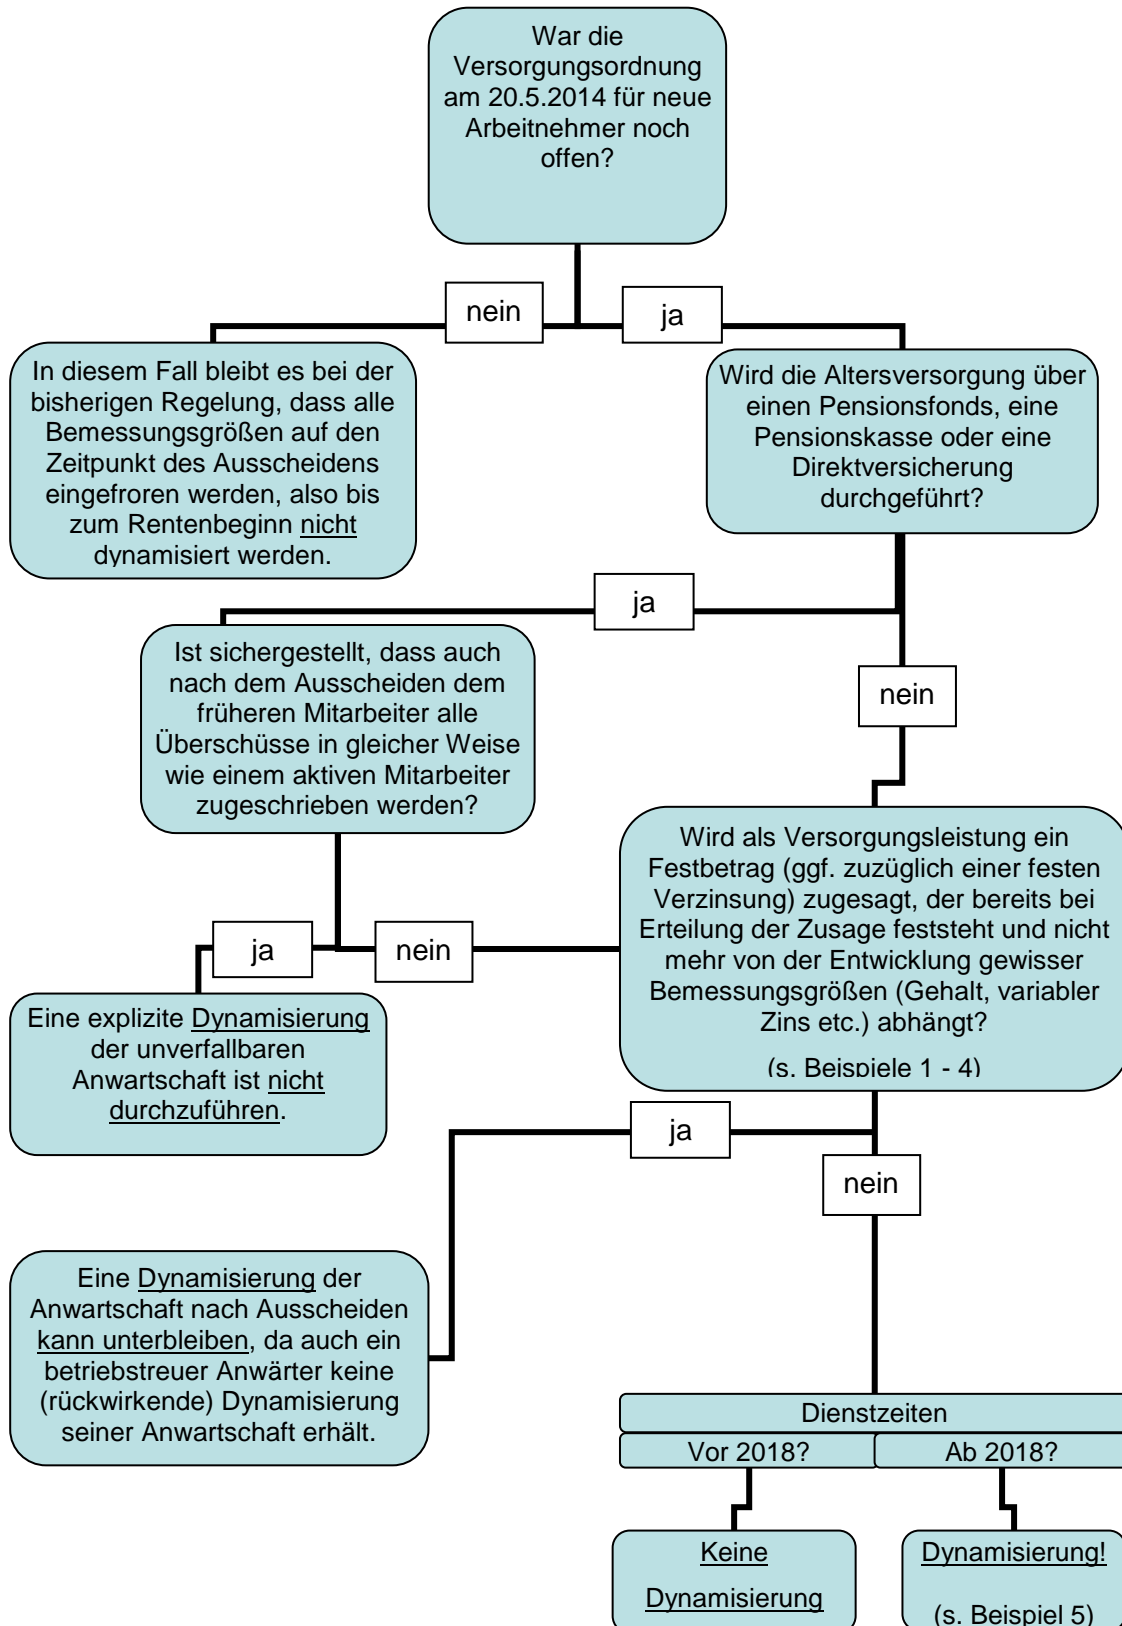 War die
Versorgungsordnung
am 20.5.2014 für neue
Arbeitnehmer noch
offen?
nein
ja
In diesem Fall bleibt es bei der
bisherigen Regelung, dass alle
Bemessungsgrößen auf den
Zeitpunkt des Ausscheidens
eingefroren werden, also bis
zum Rentenbeginn nicht
dynamisiert werden.
Wird die Altersversorgung über
einen Pensionsfonds, eine
Pensionskasse oder eine
Direktversicherung
durchgeführt?
ja
nein
Ist sichergestellt, dass auch
nach dem Ausscheiden dem
früheren Mitarbeiter alle
Überschüsse in gleicher Weise
wie einem aktiven Mitarbeiter
zugeschrieben werden?
Wird als Versorgungsleistung ein
Festbetrag (ggf. zuzüglich einer festen
Verzinsung) zugesagt, der bereits bei
Erteilung der Zusage feststeht und nicht
mehr von der Entwicklung gewisser
Bemessungsgrößen (Gehalt, variabler
Zins etc.) abhängt?
(s. Beispiele 1 - 4)
ja
nein
Eine explizite Dynamisierung
der unverfallbaren
Anwartschaft ist nicht
durchzuführen.
ja
nein
Eine Dynamisierung der
Anwartschaft nach Ausscheiden
kann unterbleiben, da auch ein
betriebstreuer Anwärter keine
(rückwirkende) Dynamisierung
seiner Anwartschaft erhält.
Dienstzeiten
Vor 2018?
Ab 2018?
Keine
Dynamisierung
Dynamisierung!
(s. Beispiel 5)